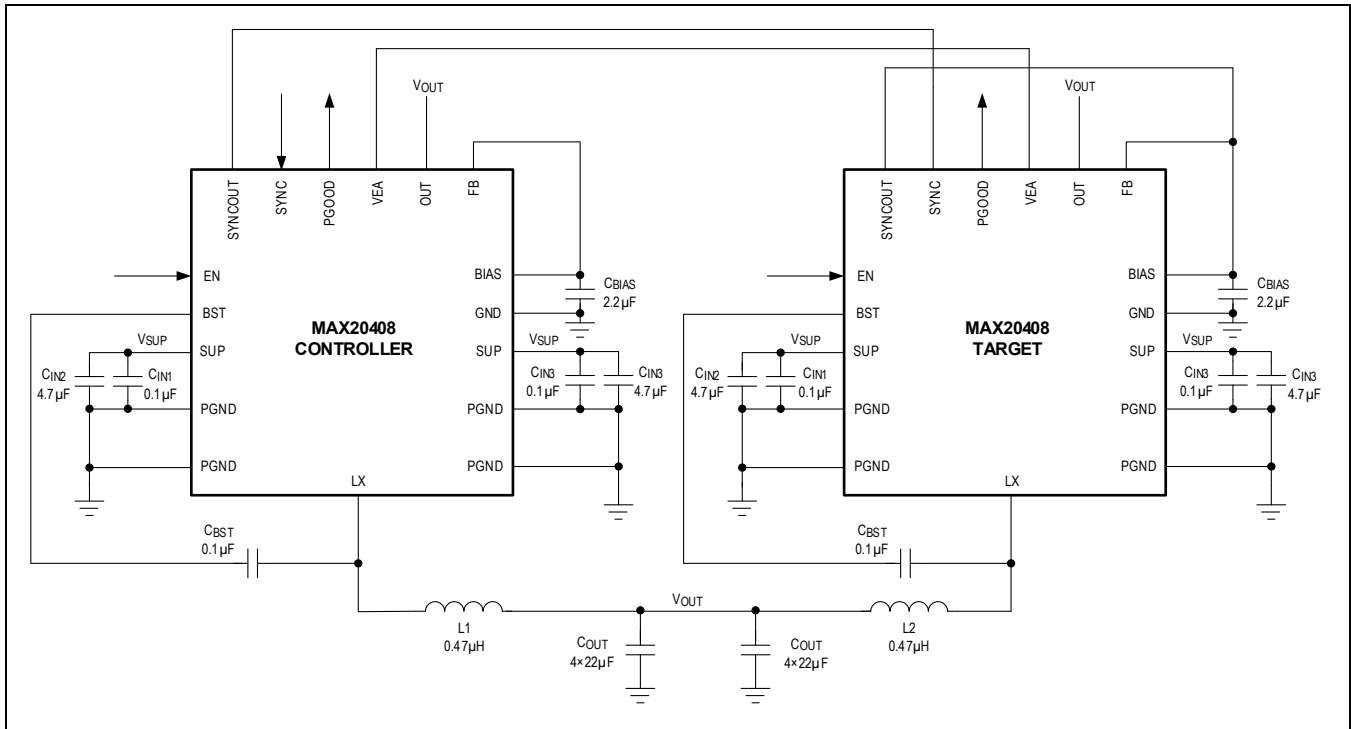 VOUT
VOUT
SYNCOUT
SYNC
PGOOD
VEA
OUT
FB
SYNCOUT
SYNC
PGOOD
VEA
OUT
FB
EN
BIAS
CBIAS
2.2µF
BST
GND
MAX20408
CONTROLLER
VSUP
SUP
SUP
VSUP
CIN2
4.7µF
CIN1
0.1µF
CIN3
0.1µF
CIN3
4.7µF
PGND
PGND
PGND
PGND
LX
EN
BIAS
CBIAS
2.2µF
BST
GND
MAX20408
TARGET
VSUP
SUP
SUP
VSUP
CIN2
4.7µF
CIN1
0.1µF
CIN3
0.1µF
CIN3
4.7µF
PGND
PGND
PGND
PGND
LX
CBST
0.1µF
CBST
0.1µF
VOUT
L1
0.47µH
L2
0.47µH
COUT
4×22µF
COUT
4×22µF